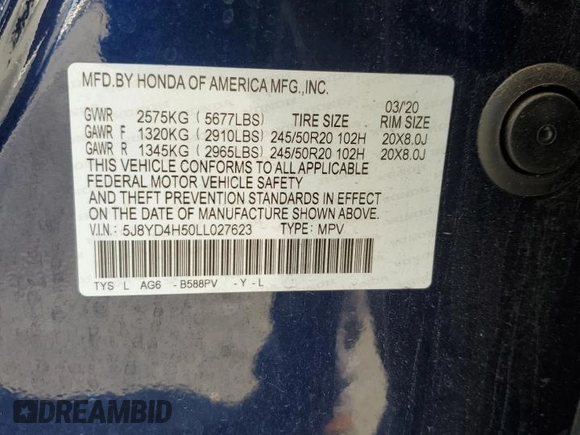 MFD.BY HONDA OF AMERICA MFG.,INC.
03/'20
GVWR 2575KG (5677LBS) TIRE SIZE RIM SIZE
GAWR F 1320KG (2910LBS) 245/50R20 102H 20X8.0J
GAWR R 1345KG (2965LBS) 245/50R20 102H 20X8.0J
THIS VEHICLE CONFORMS TO ALL APPLICABLE
FEDERAL MOTOR VEHICLE SAFETY
AND THEFT PREVENTION STANDARDS IN EFFECT
ON THE DATE OF MANUFACTURE SHOWN ABOVE.
V.I.N.: 5J8YD4H50LL027623 TYPE: MPV
TYS L AG6 -B588PV -Y-L
DREAMBID